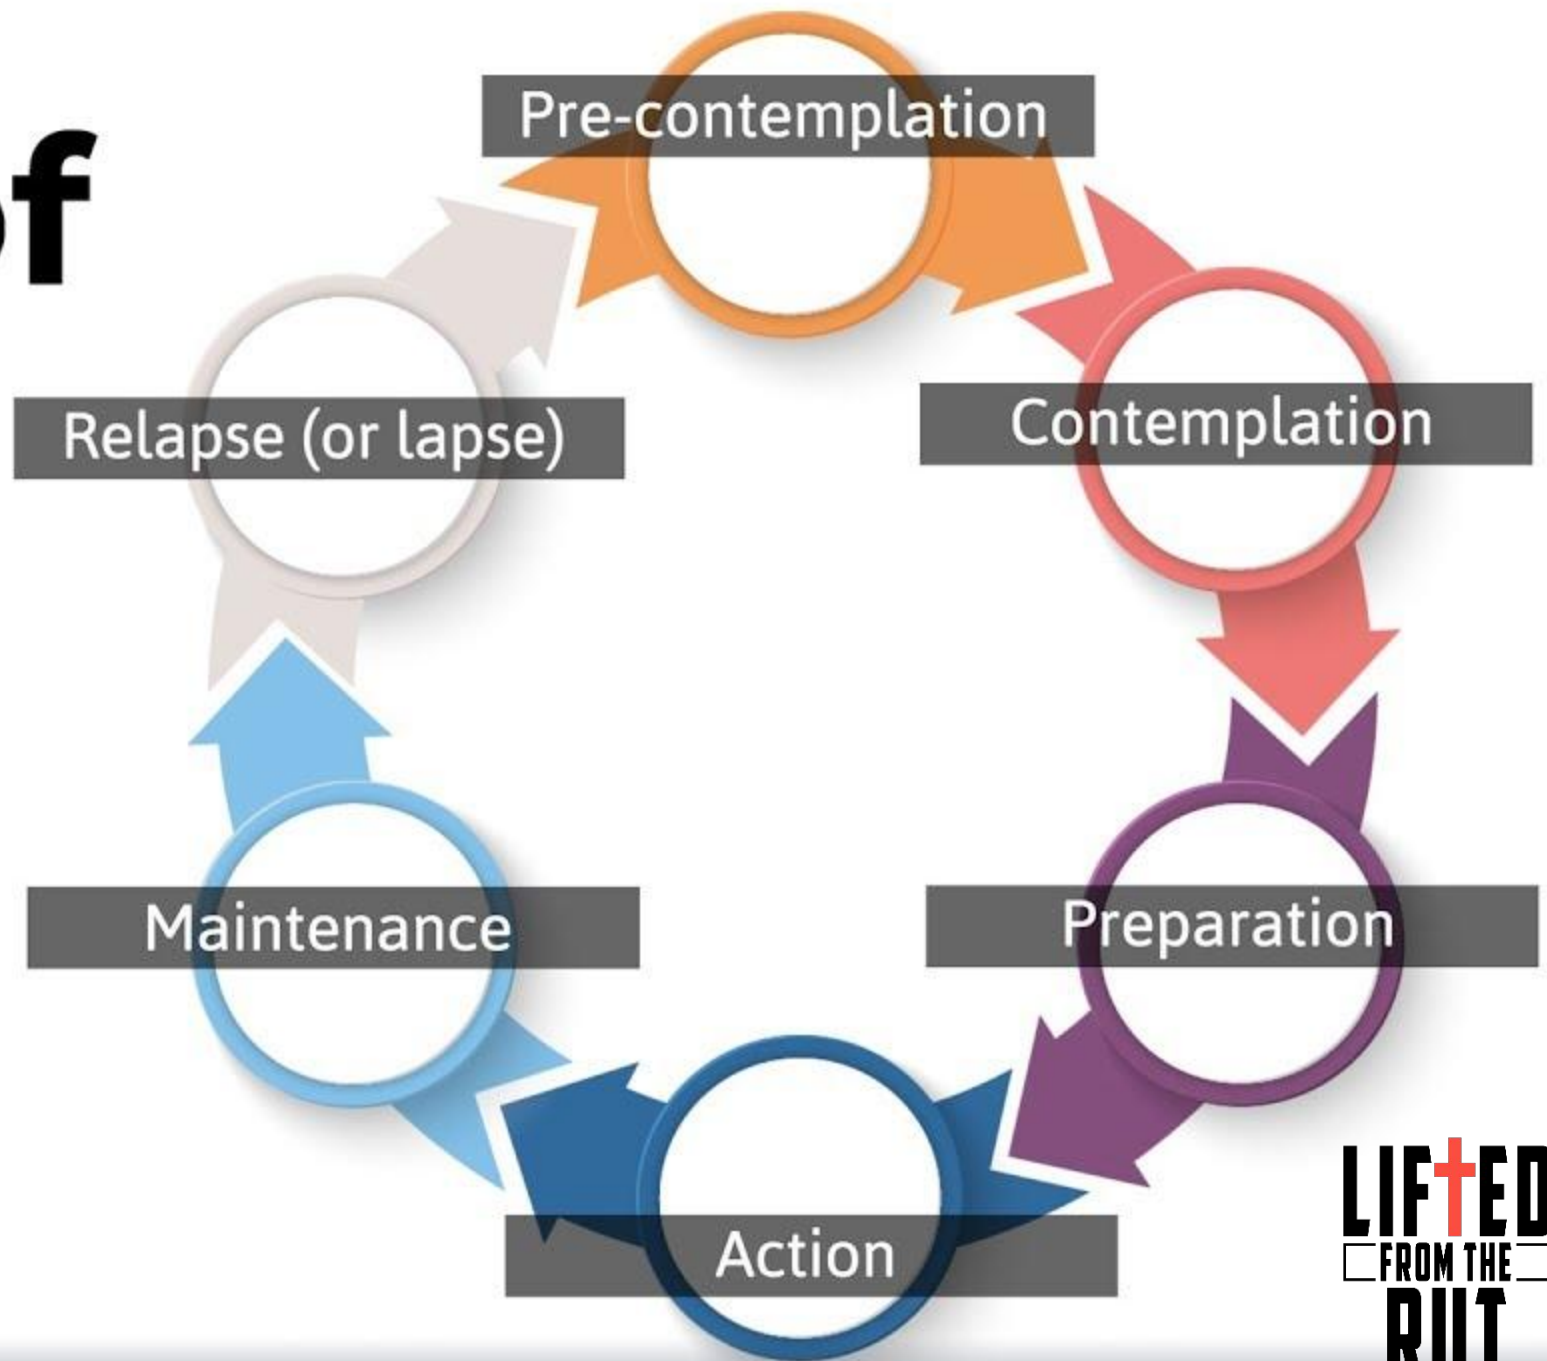 of
Pre-contemplation
Contemplation
Preparation
Action
Maintenance
Relapse (or lapse)
LIFTED
FROM THE
RUT